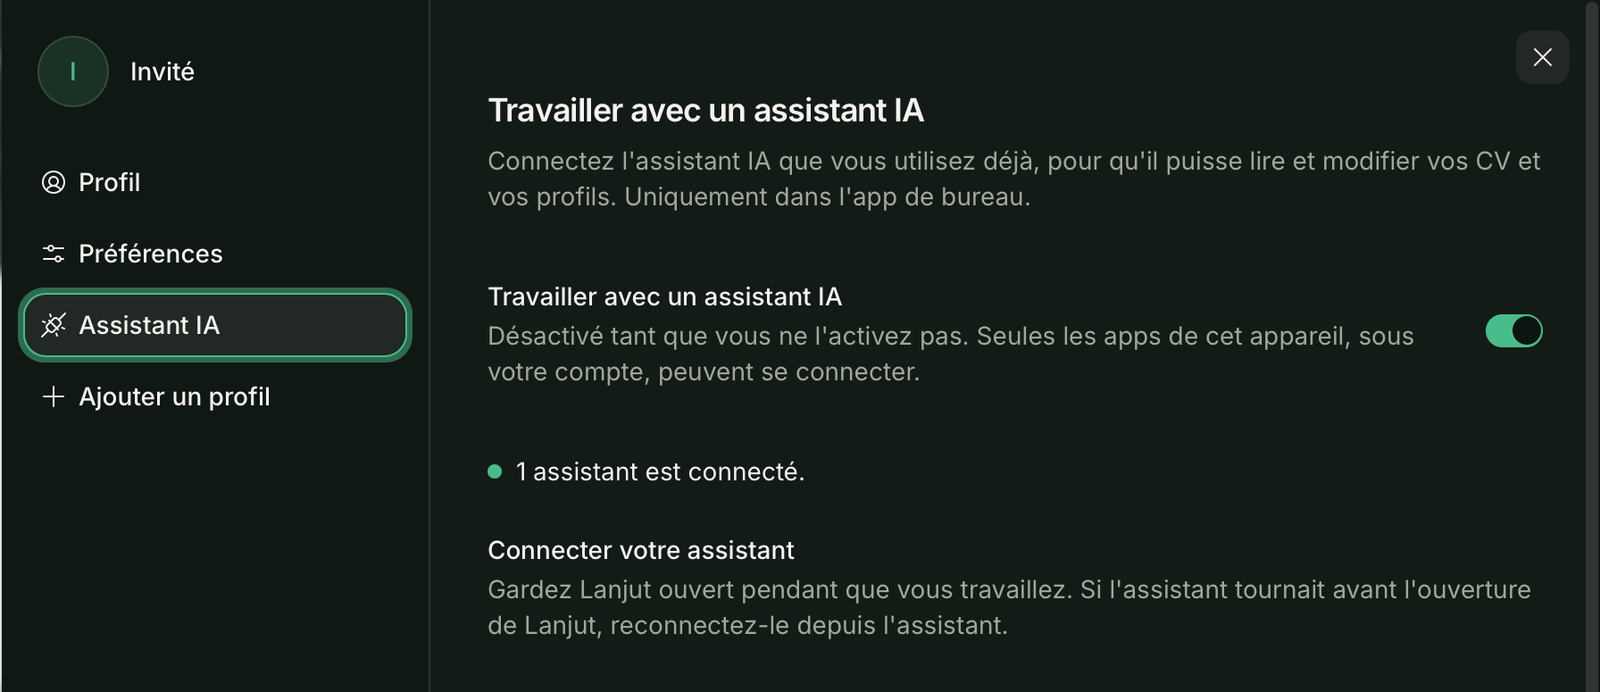 I
Invité
Profil
Préférences
Assistant IA
Ajouter un profil
Travailler avec un assistant IA
Connectez l'assistant IA que vous utilisez déjà, pour qu'il puisse lire et modifier vos CV et
vos profils. Uniquement dans l'app de bureau.
Travailler avec un assistant IA
Désactivé tant que vous ne l'activez pas. Seules les apps de cet appareil, sous
votre compte, peuvent se connecter.
1 assistant est connecté.
Connecter votre assistant
Gardez Lanjut ouvert pendant que vous travaillez. Si l'assistant tournait avant l'ouverture
de Lanjut, reconnectez-le depuis l'assistant.